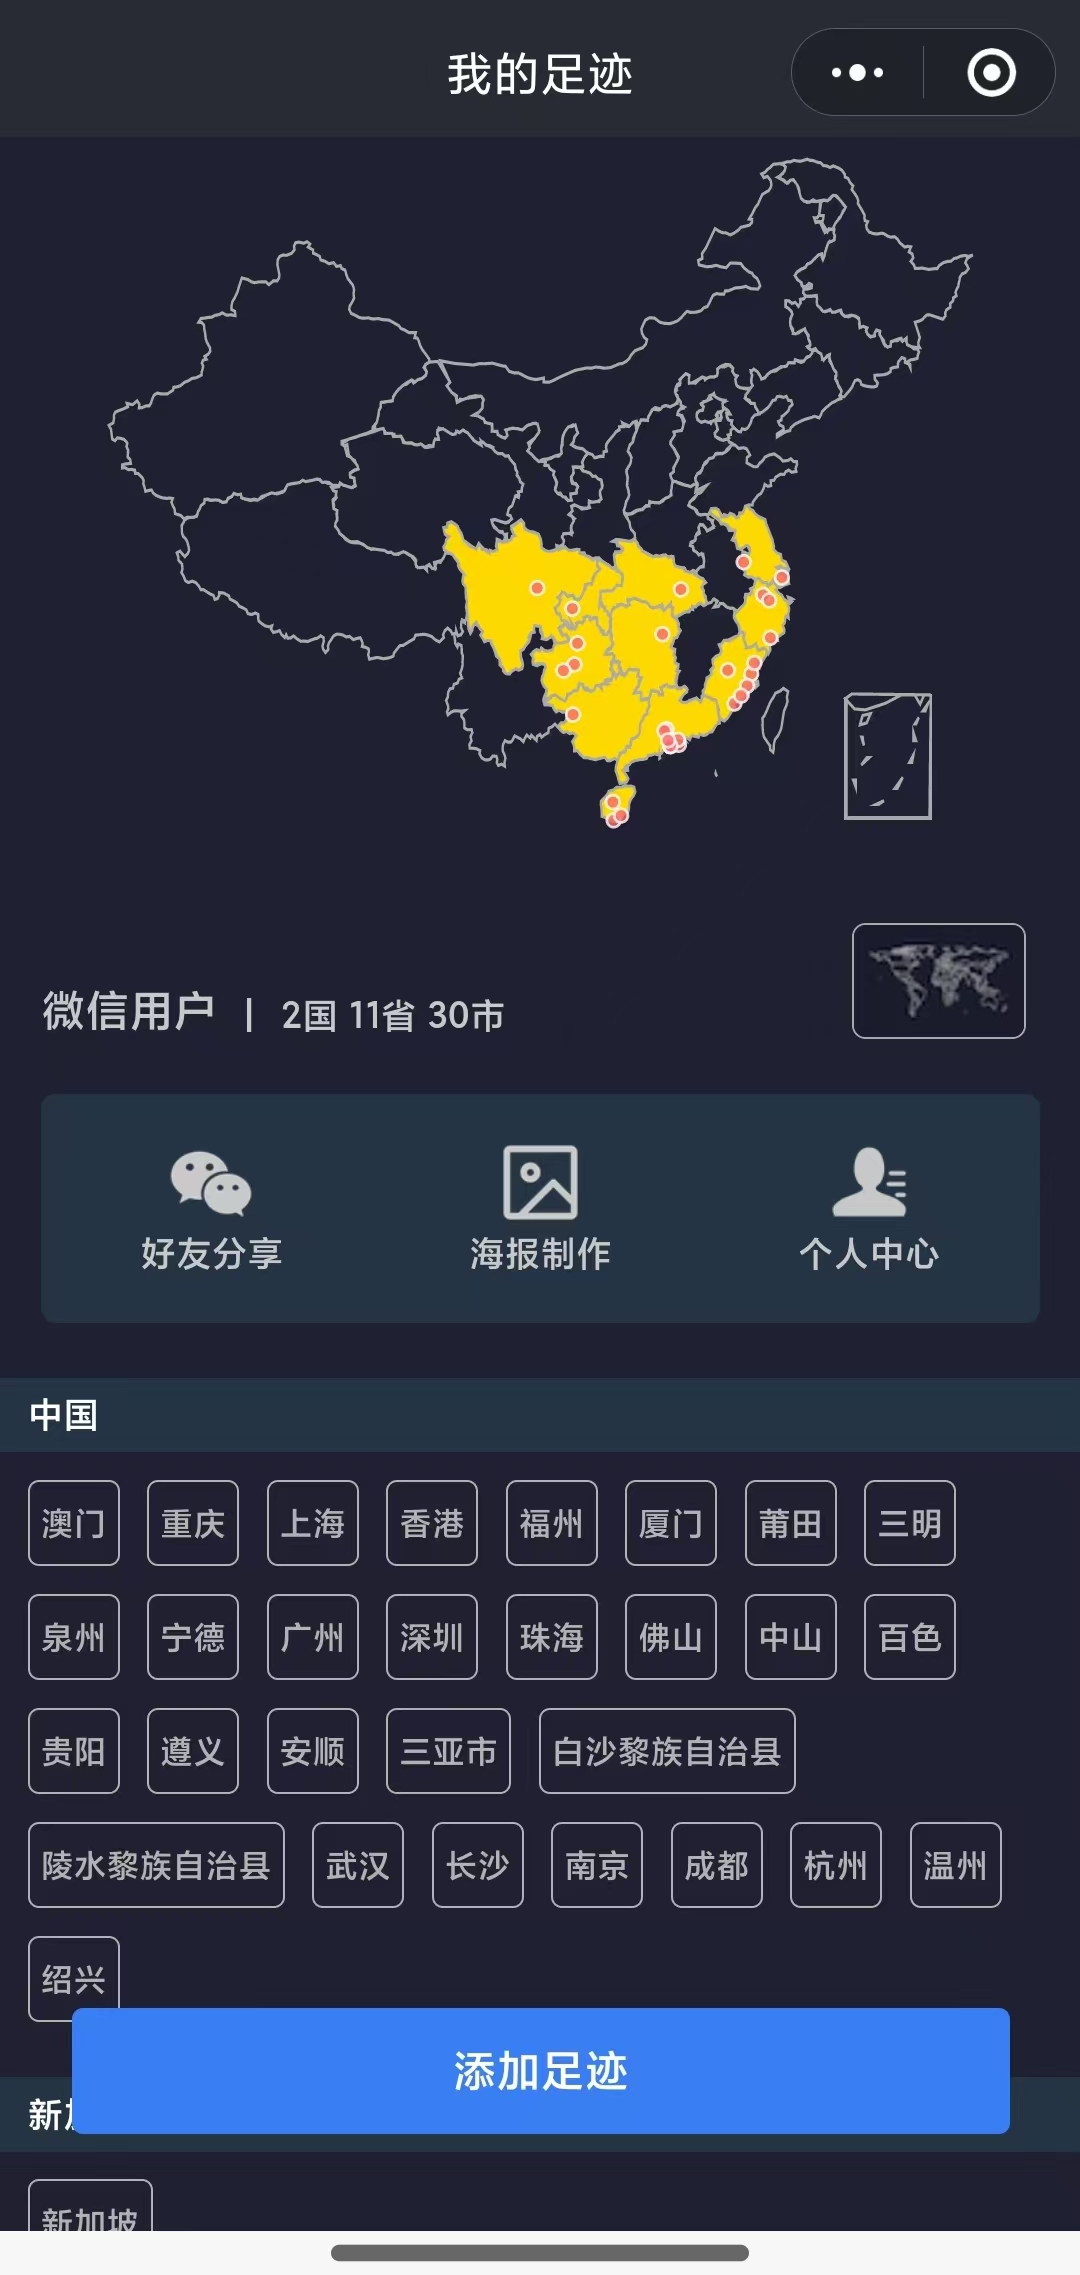 我的足迹
微信用户 | 2国 11省 30市
好友分享 海报制作 个人中心
中国
澳门 重庆 上海 香港 福州 厦门 莆田 三明
泉州 宁德 广州 深圳 珠海 佛山 中山 百色
贵阳 遵义 安顺 三亚市 白沙黎族自治县
陵水黎族自治县 武汉 长沙 南京 成都 杭州 温州
绍兴
添加足迹
新加
新加坡